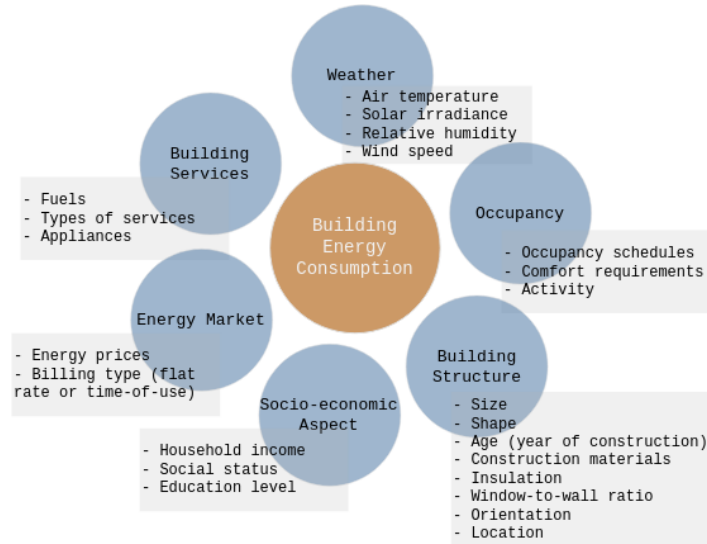 Weather
- Air temperature
- Solar irradiance
- Relative humidity
- Wind speed
Building
Services
- Fuels
- Types of services
- Appliances
Occupancy
- Occupancy schedules
- Comfort requirements
- Activity
Building
Energy
Consumption
Energy Market
- Energy prices
- Billing type (flat
rate or time-of-use)
Building
Structure
- Size
- Shape
- Age (year of construction)
- Construction materials
- Insulation
- Window-to-wall ratio
- Orientation
- Location
Socio-economic
Aspect
- Household income
- Social status
- Education level